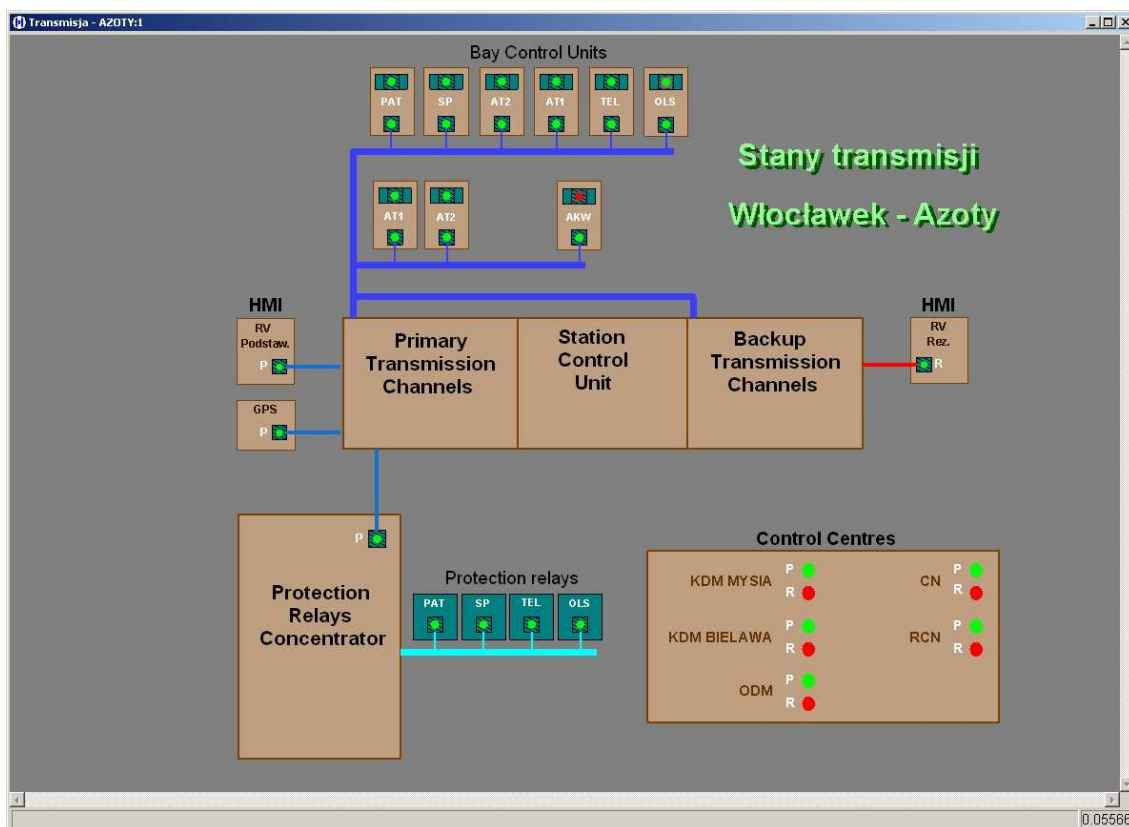 Transmisja - AZOTY:1
Bay Control Units
PAT SP AT2 AT1 TEL OLS
Stany transmisji
Włocławek - Azoty
AT1 AT2 AKW
HMI
RV
Podstaw.
P
GPS
P
Primary
Transmission
Channels
Station
Control
Unit
Backup
Transmission
Channels
HMI
RV
Rez.
R
P
Protection
Relays
Concentrator
Protection relays
PAT SP TEL OLS
Control Centres
KDM MYSIA P R
CN P R
KDM BIELAWA P R
RCN P R
ODM P R
0.05566